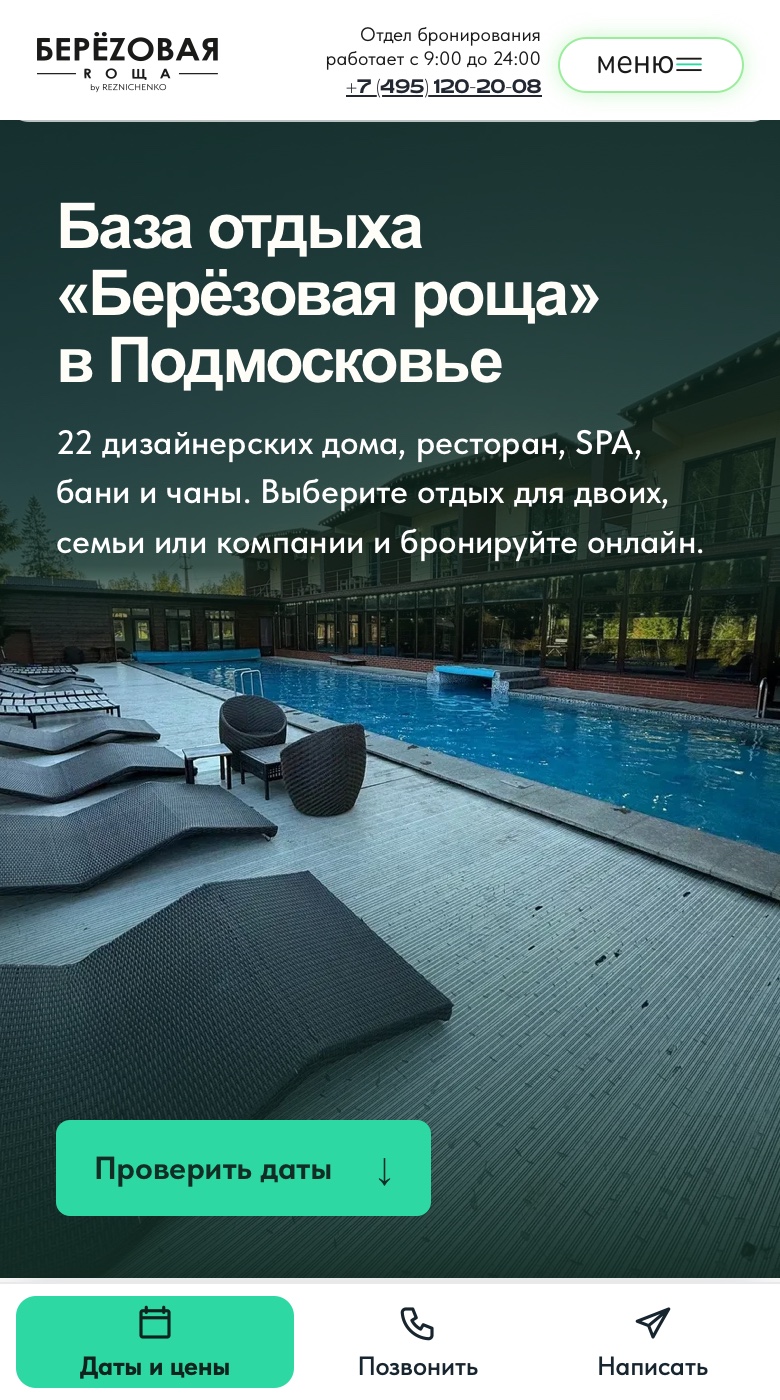 БЕРЁZОВАЯ
РОЩА
by REZNICHENKO
Отдел бронирования
работает с 9:00 до 24:00
+7 (495) 120-20-08
меню
База отдыха
«Берёзовая роща»
в Подмосковье
22 дизайнерских дома, ресторан, SPA,
бани и чаны. Выберите отдых для двоих,
семьи или компании и бронируйте онлайн.
Проверить даты ↓
Даты и цены
Позвонить
Написать